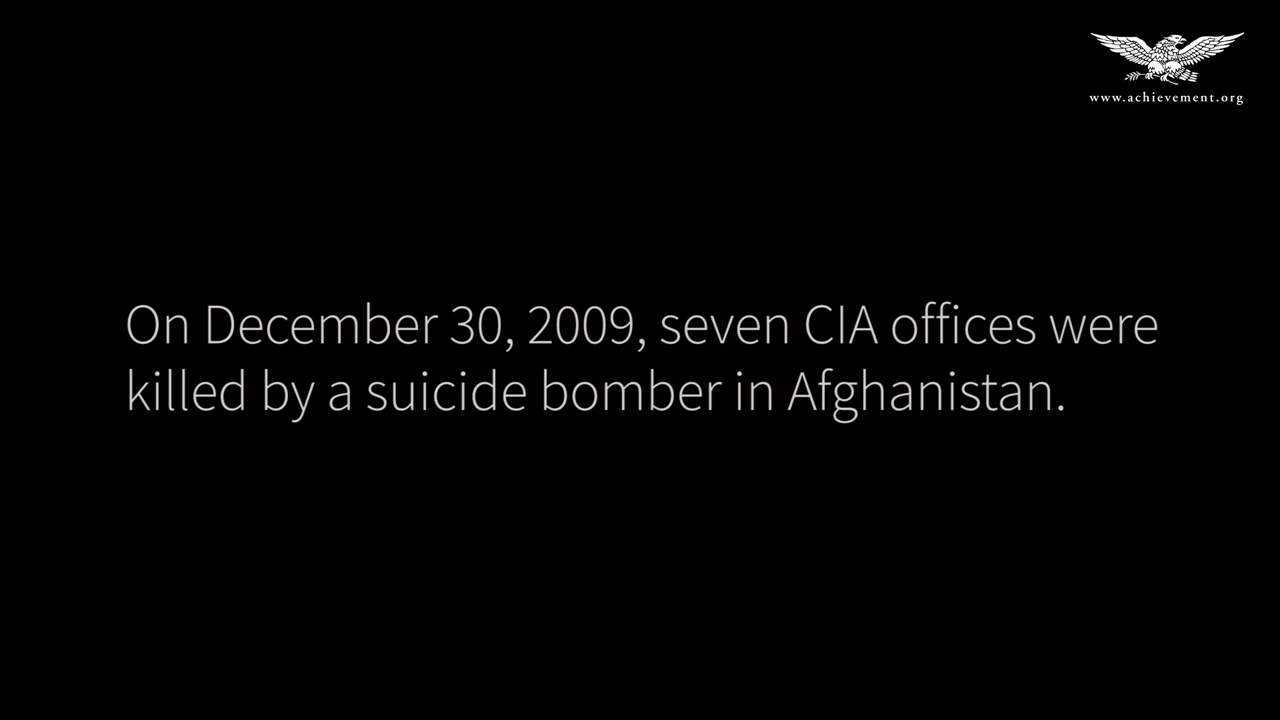 www.achievement.org
On December 30, 2009, seven CIA offices were
killed by a suicide bomber in Afghanistan.